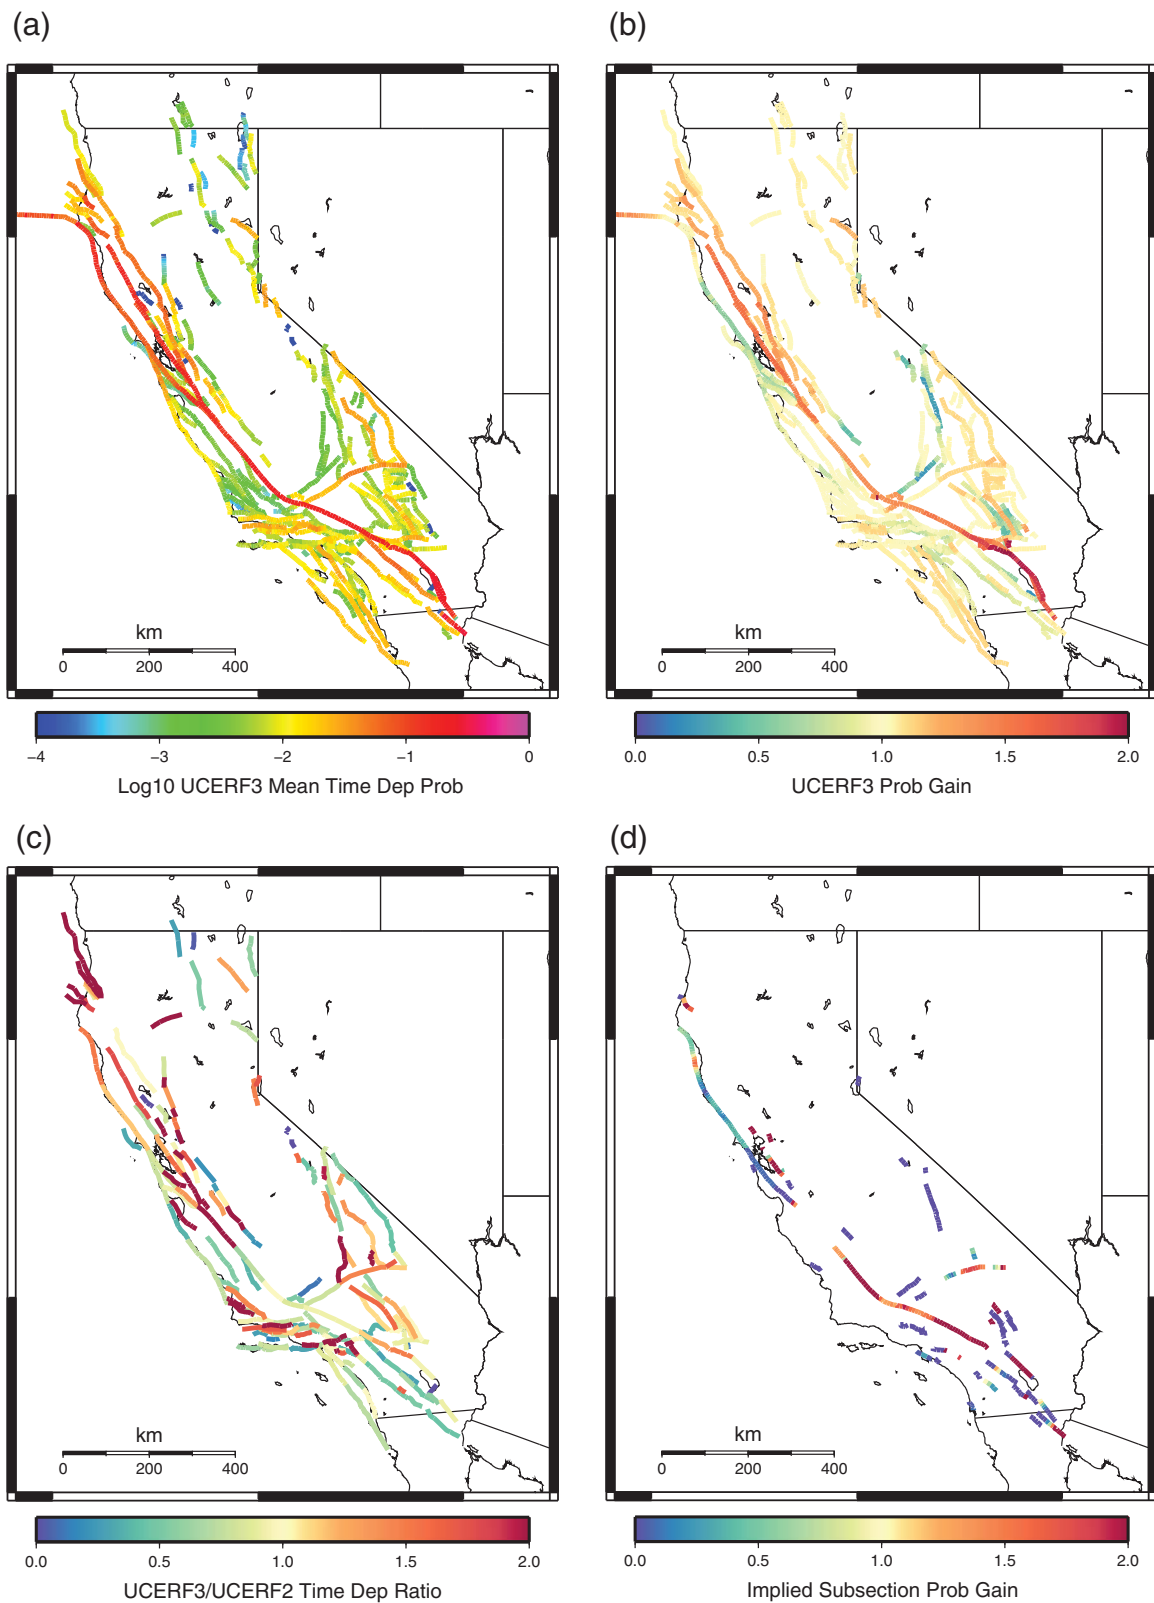 (a)
(b)
km
0 200 400
km
0 200 400
−4 −3 −2 −1 0
Log10 UCERF3 Mean Time Dep Prob
0.0 0.5 1.0 1.5 2.0
UCERF3 Prob Gain
(c)
(d)
km
0 200 400
km
0 200 400
0.0 0.5 1.0 1.5 2.0
UCERF3/UCERF2 Time Dep Ratio
0.0 0.5 1.0 1.5 2.0
Implied Subsection Prob Gain